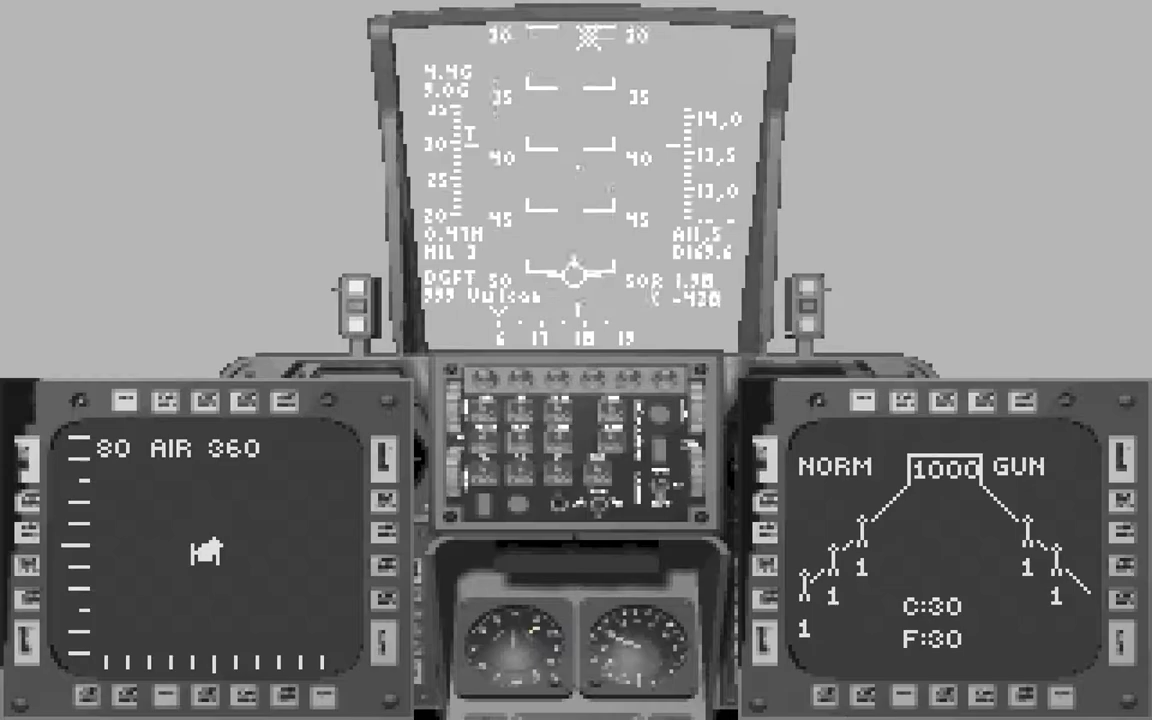 30 30
4.4G
9.0G
35 35
35 14,0
T
30 40 40 13,5
25 13,0
20 45 45
0.47M
DGFT 50 50R
17 18 19
80 AIR 360
NORM 1000 GUN
1 1
1 1
1
C:30
F:30